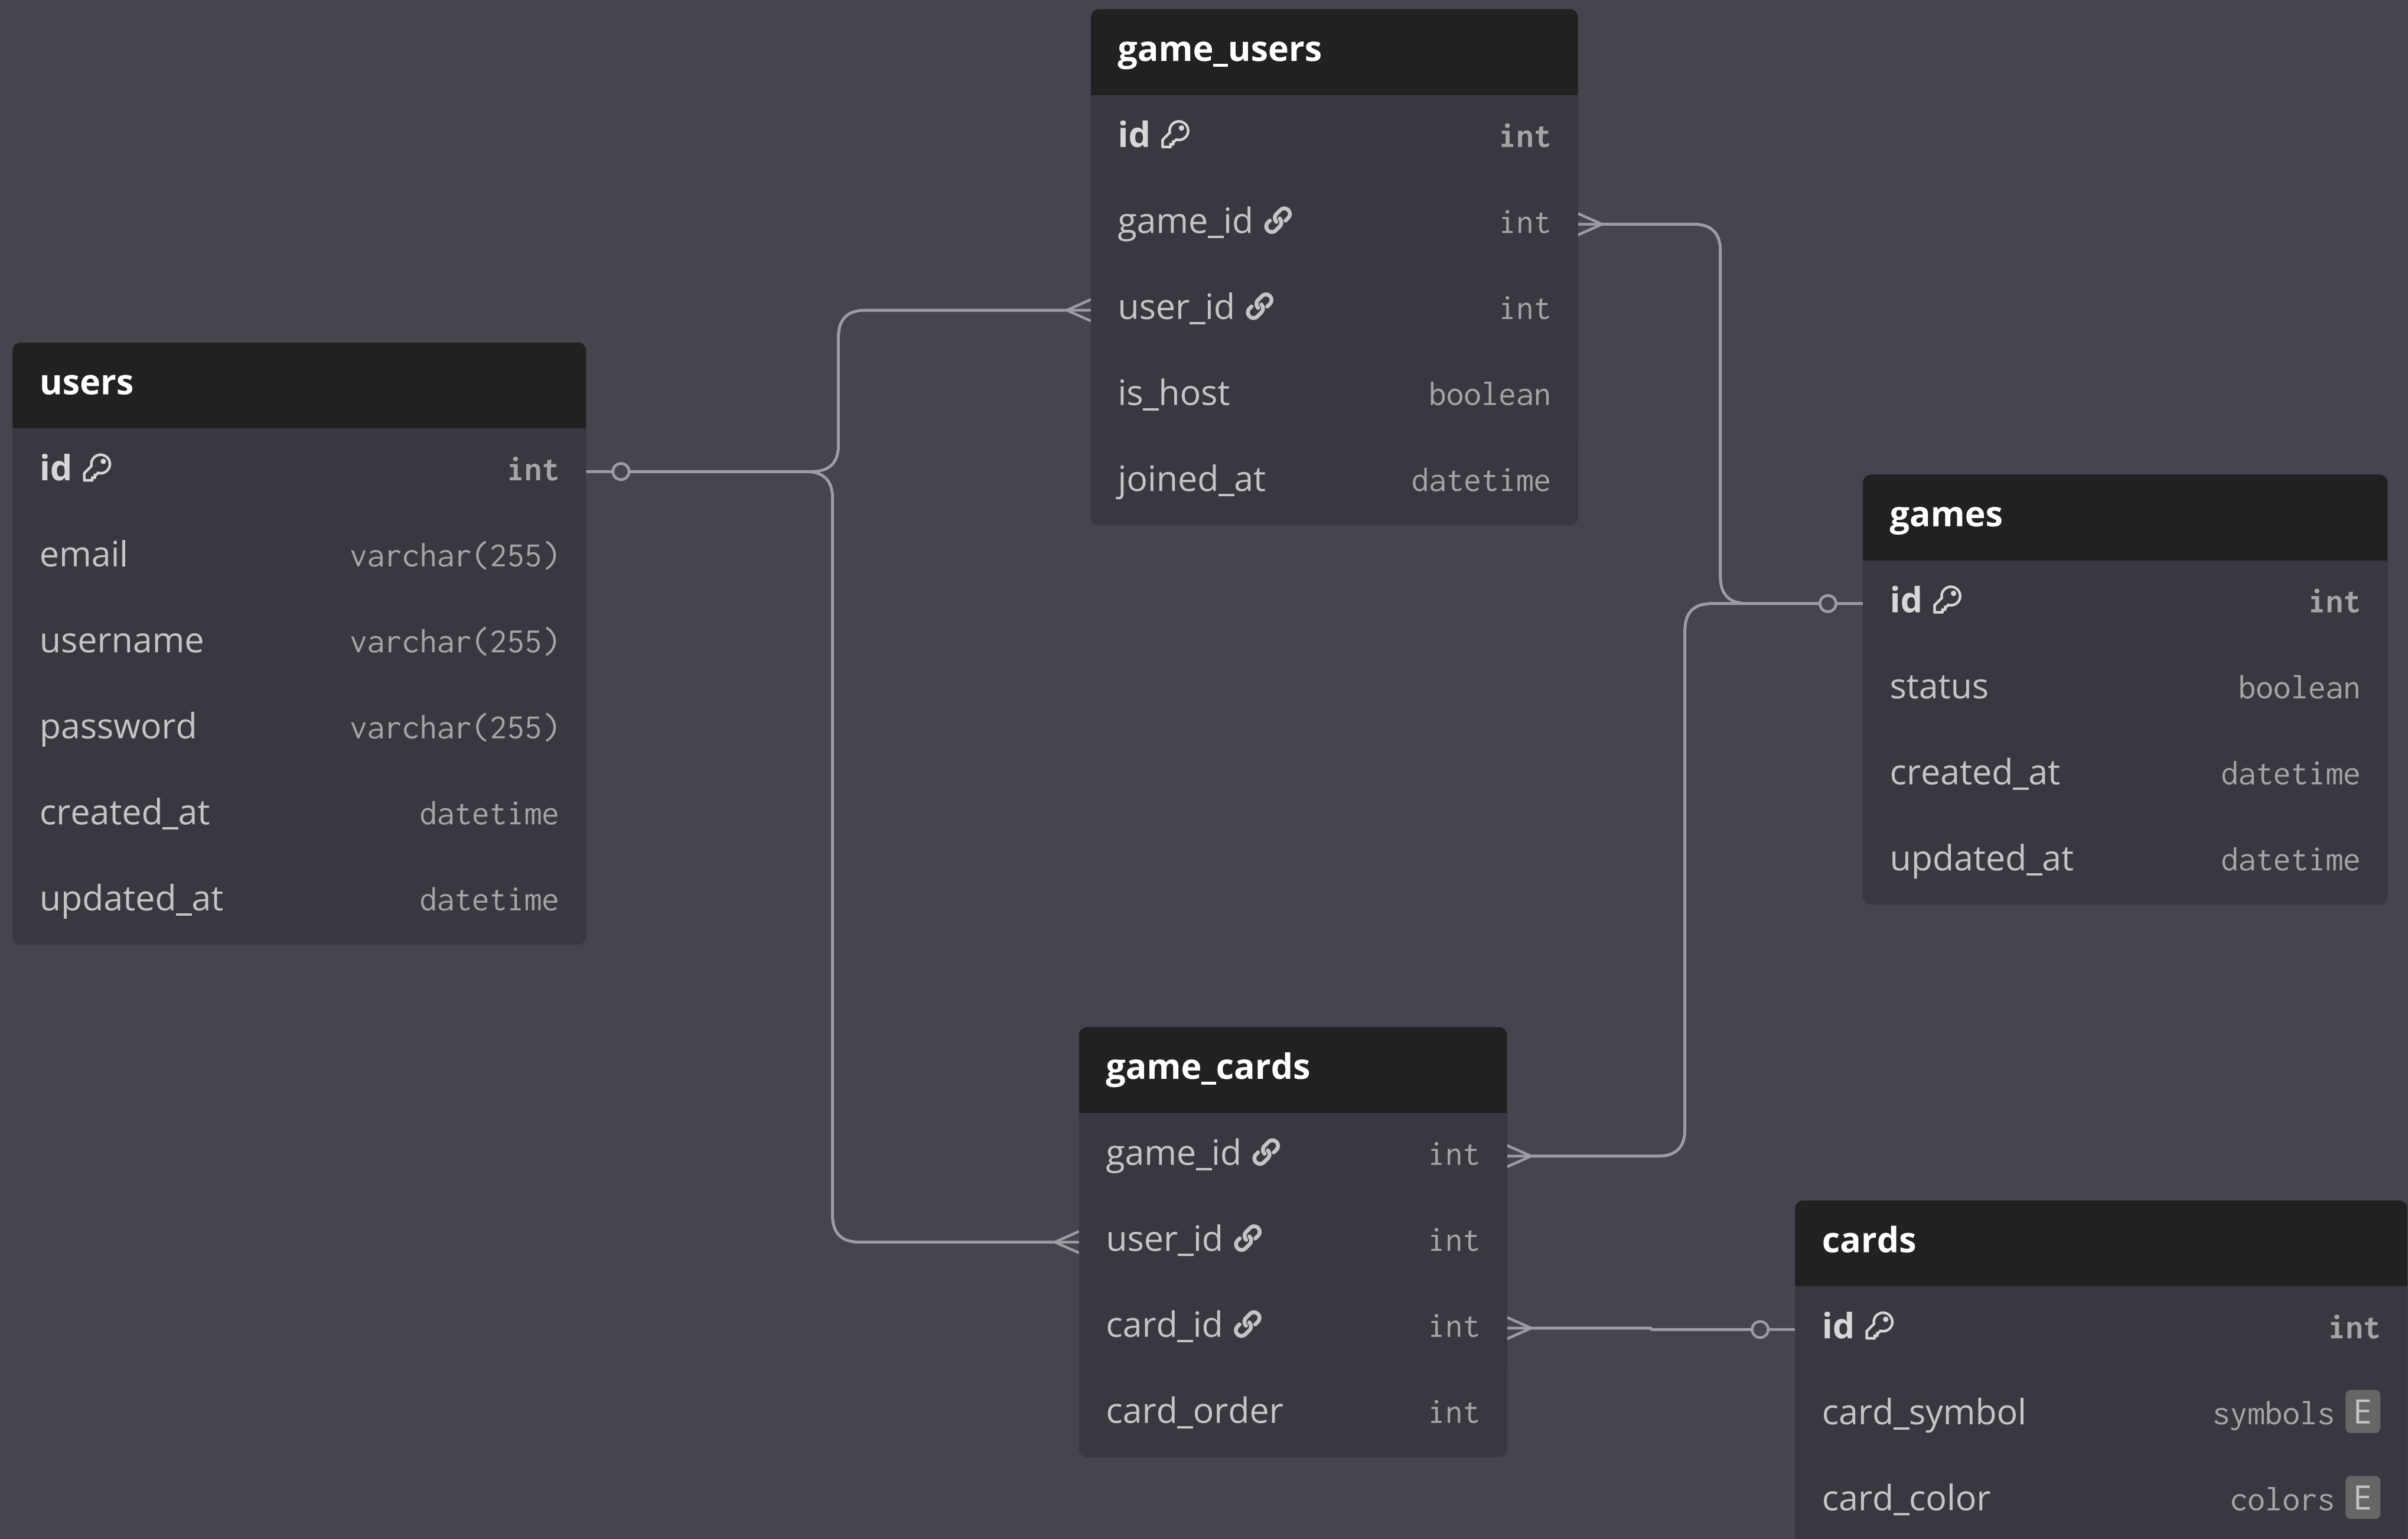 game_users
id int
game_id int
user_id int
is_host boolean
joined_at datetime
users
id int
email varchar(255)
username varchar(255)
password varchar(255)
created_at datetime
updated_at datetime
games
id int
status boolean
created_at datetime
updated_at datetime
game_cards
game_id int
user_id int
card_id int
card_order int
cards
id int
card_symbol symbols E
card_color colors E